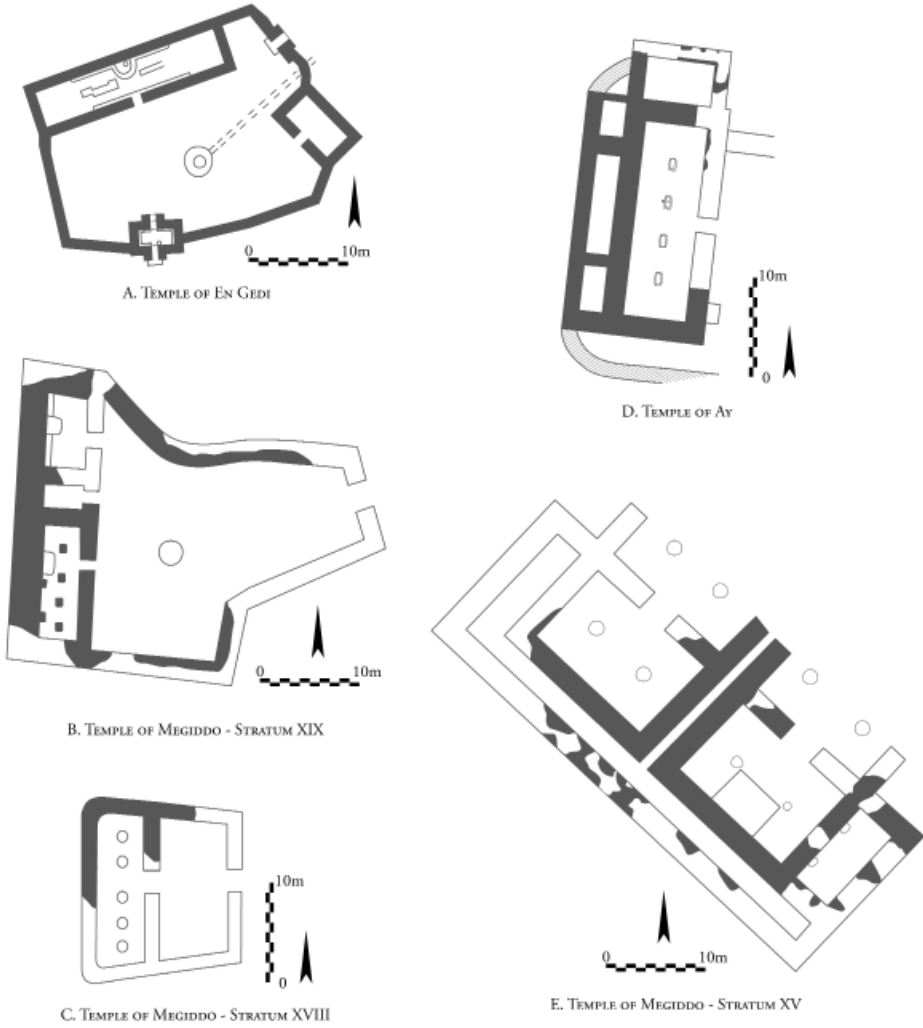 0 10m
A. Temple of En Gedi
10m
0
D. Temple of Ay
0 10m
B. Temple of Megiddo - Stratum XIX
10m
0
C. Temple of Megiddo - Stratum XVIII
0 10m
E. Temple of Megiddo - Stratum XV